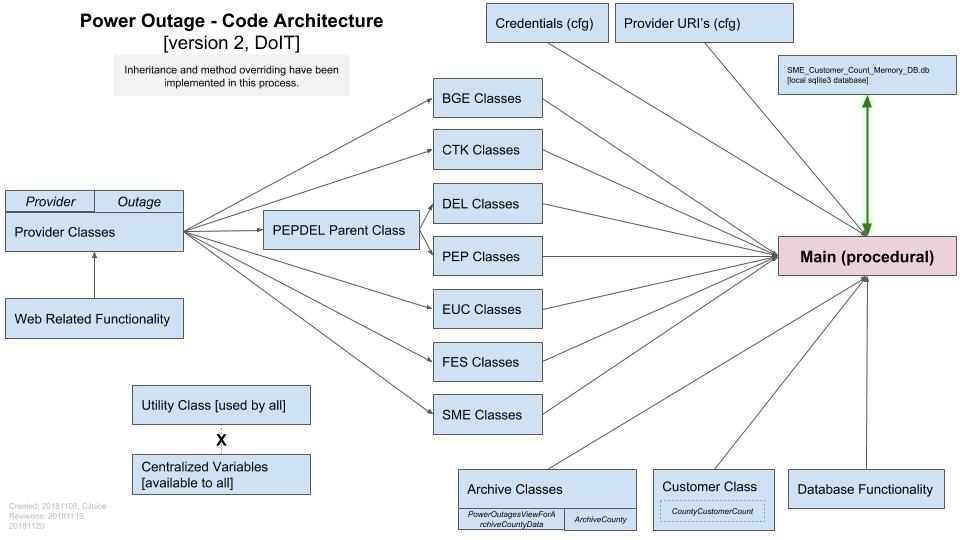 Power Outage - Code Architecture
[version 2, DoIT]
Inheritance and method overriding have been
implemented in this process.
Credentials (cfg)
Provider URI's (cfg)
SME_Customer_Count_Memory_DB.db
[local sqlite3 database]
BGE Classes
CTK Classes
DEL Classes
PEP Classes
EUC Classes
FES Classes
SME Classes
Provider
Outage
Provider Classes
PEPDEL Parent Class
Main (procedural)
Web Related Functionality
Utility Class [used by all]
X
Centralized Variables
[available to all]
Archive Classes
PowerOutagesViewForA
rchiveCountyData
ArchiveCounty
Customer Class
CountyCustomerCount
Database Functionality
Created: 20181108, CJuice
Revisions: 20181119,
20181120